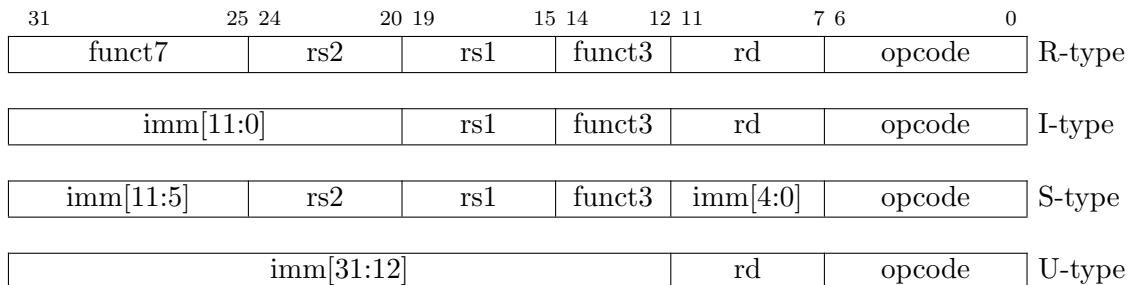 31 25 24 20 19 15 14 12 11 7 6 0
funct7 rs2 rs1 funct3 rd opcode R-type
imm[11:0] rs1 funct3 rd opcode I-type
imm[11:5] rs2 rs1 funct3 imm[4:0] opcode S-type
imm[31:12] rd opcode U-type